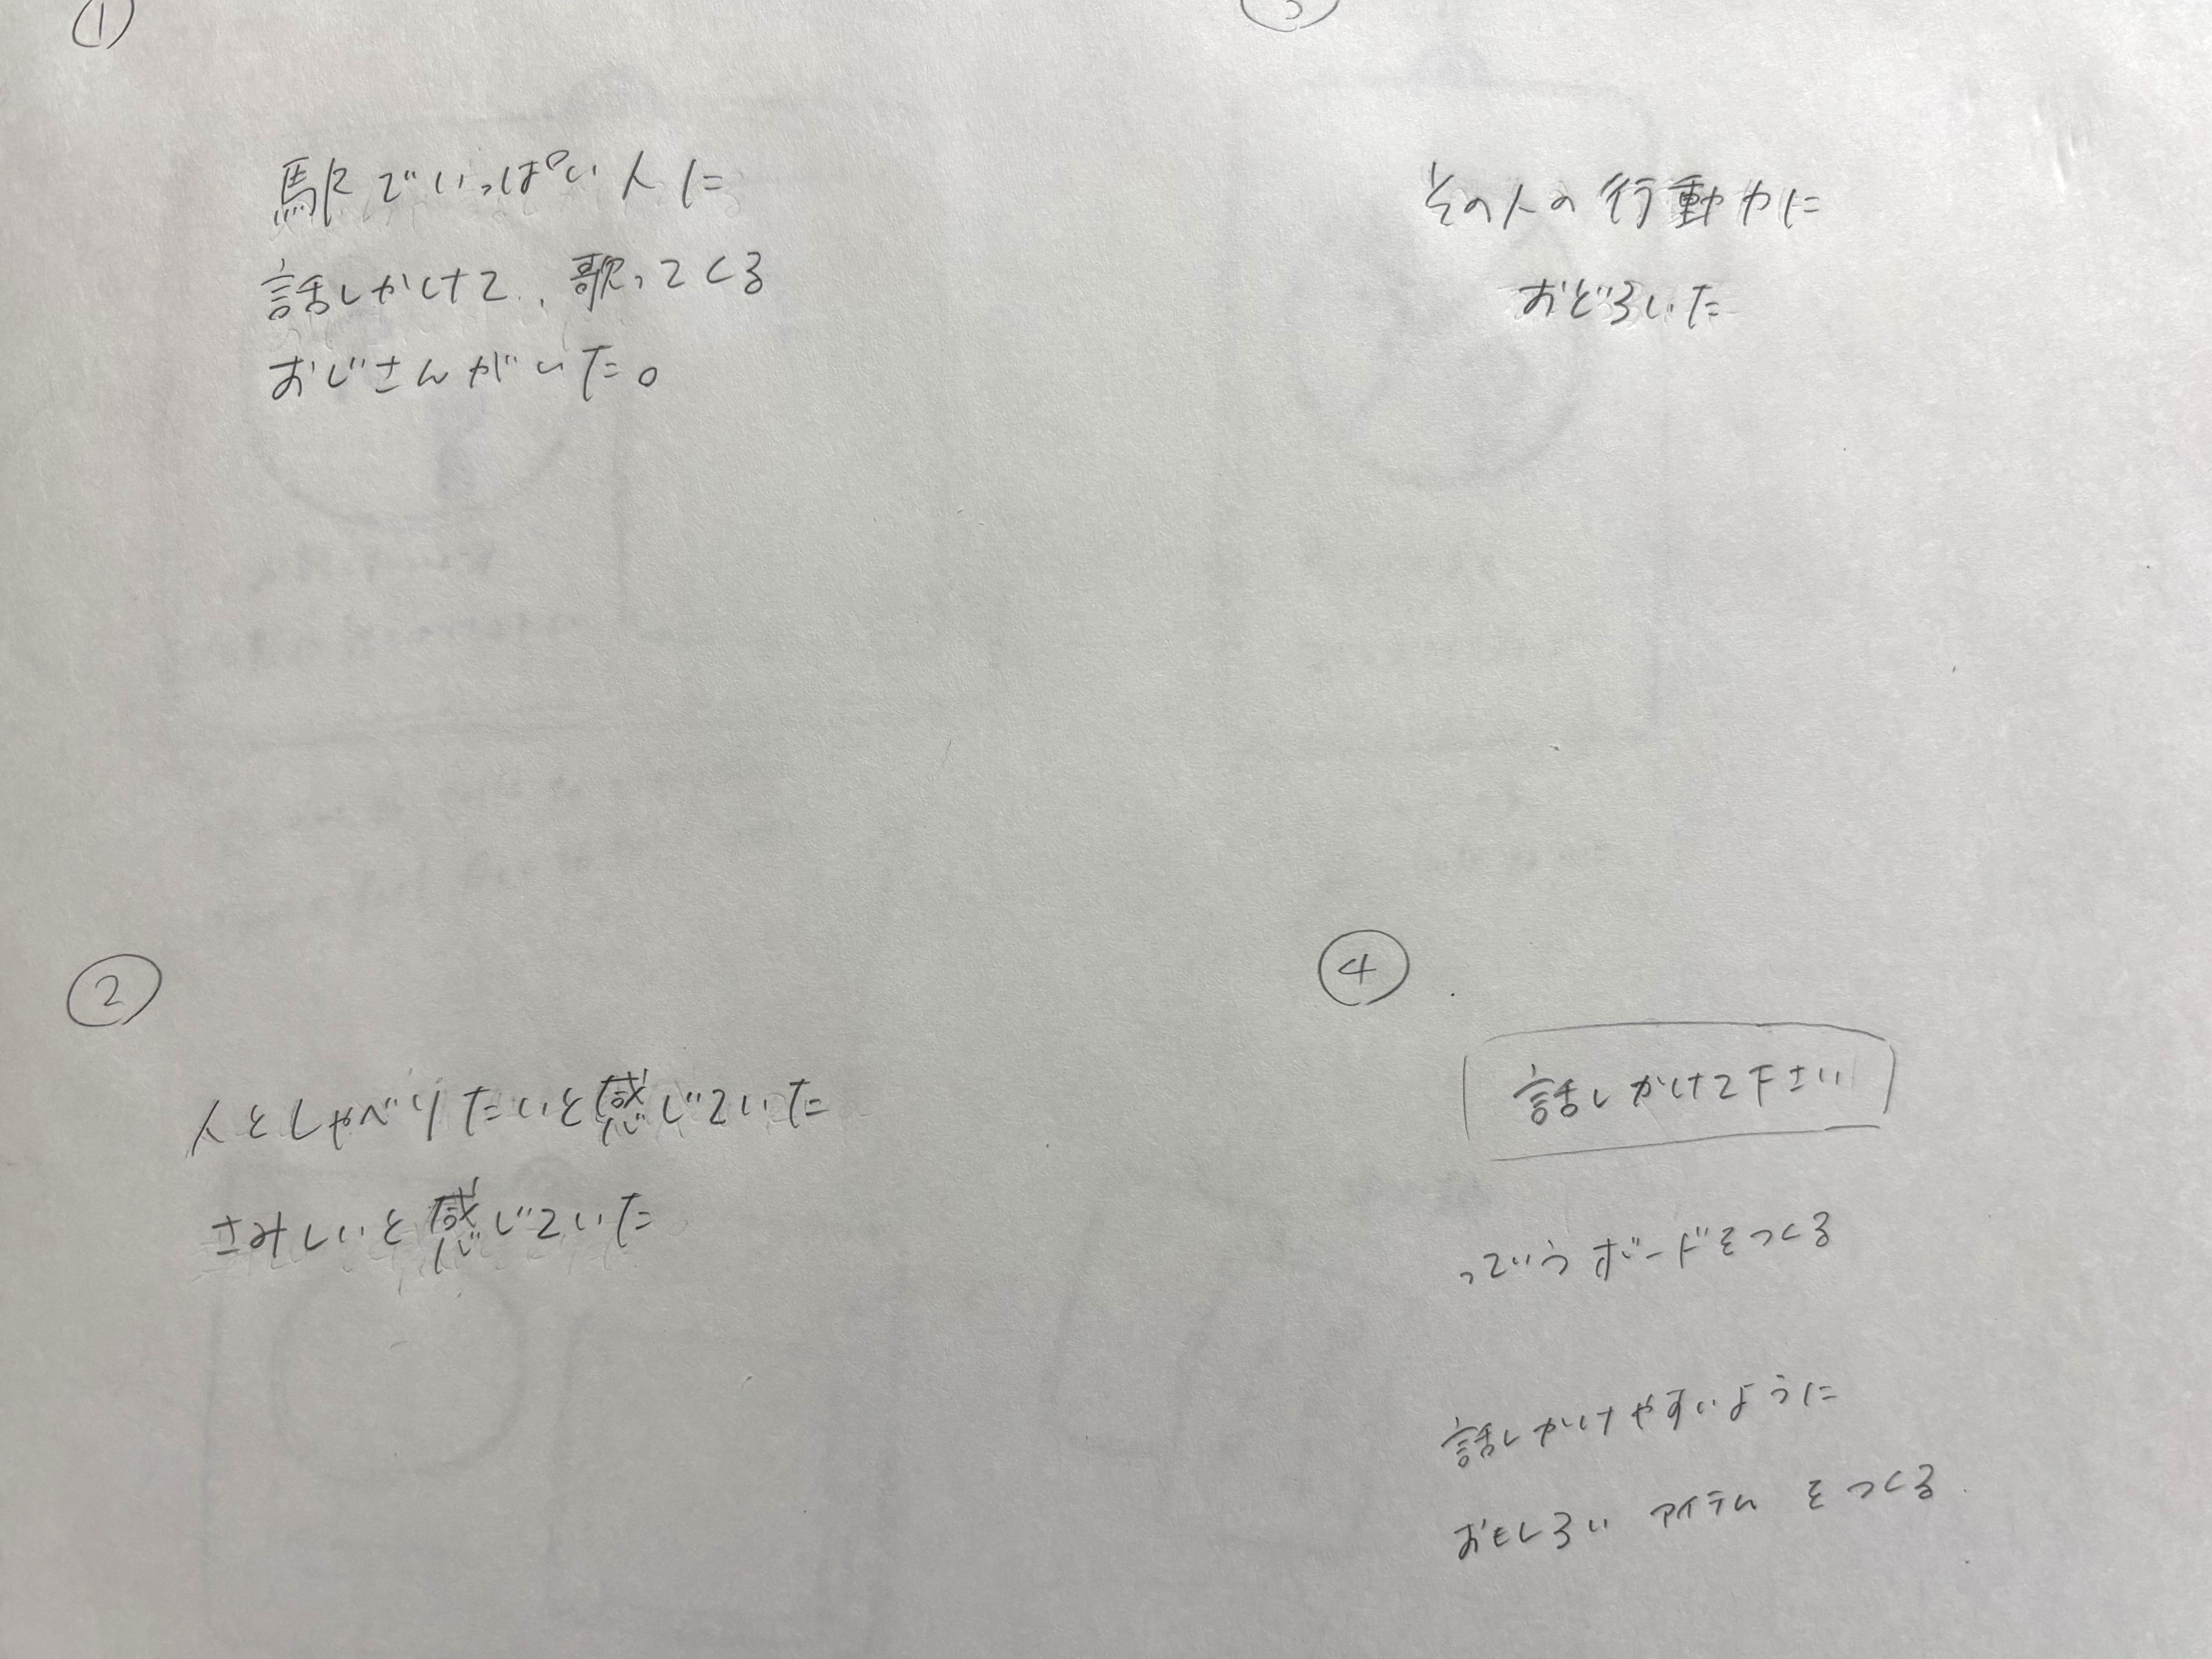 ①
駅でいっぱい人に
話しかけて、歌ってくる
おじさんがいた。
②
人としゃべりたいと感じていた
さみしいと感じていた
③
その人の行動力に
おどろいた
④
話しかけて下さい
っていうボードをつくる
話しかけやすいように
おもしろい アイテム をつくる